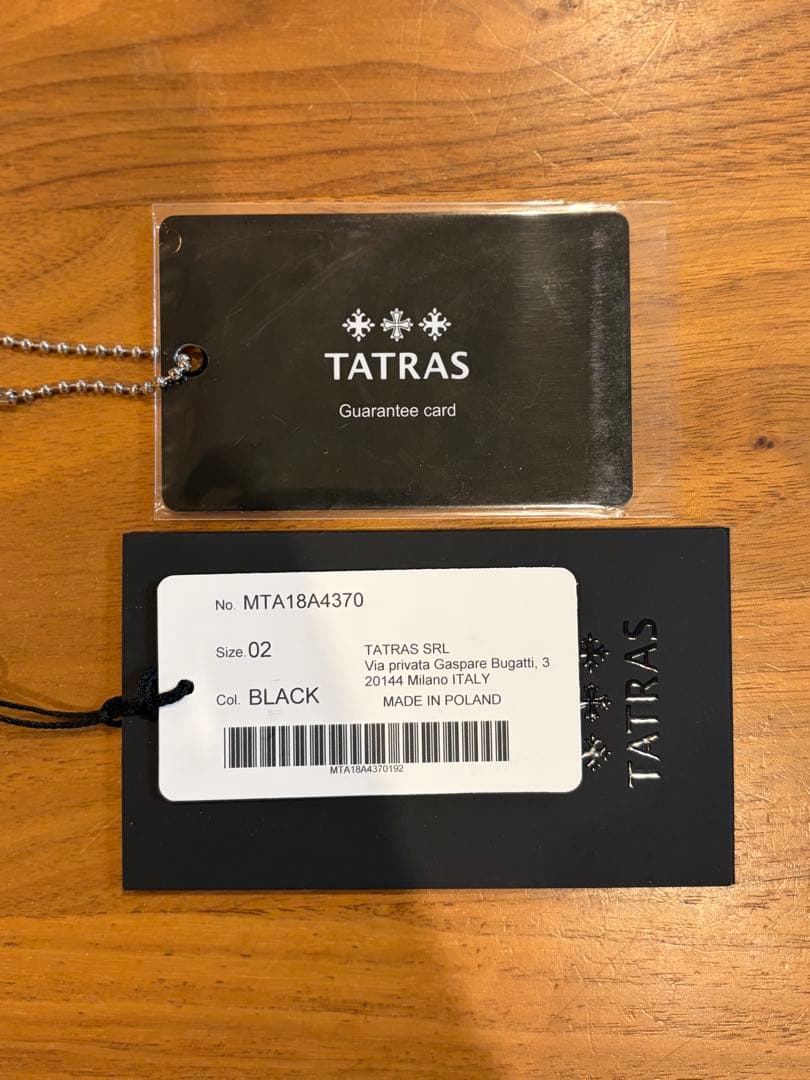 TATRAS
Guarantee card
No. MTA18A4370
Size. 02
Col. BLACK
TATRAS SRL
Via privata Gaspare Bugatti, 3
20144 Milano ITALY
MADE IN POLAND
MTA18A4370192
TATRAS